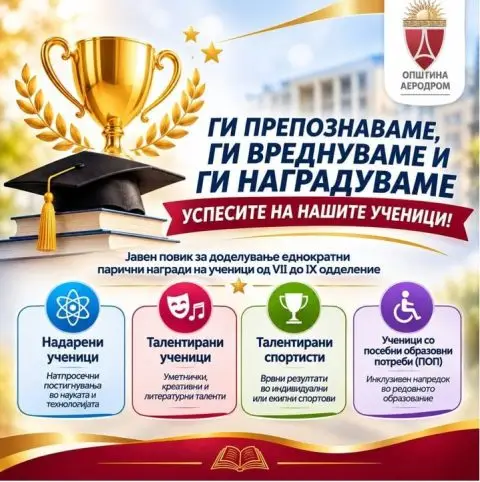 ОПШТИНА
АЕРОДРОМ
ГИ ПРЕПОЗНАВАМЕ,
ГИ ВРЕДНУВАМЕ И
ГИ НАГРАДУВАМЕ
УСПЕСИТЕ НА НАШИТЕ УЧЕНИЦИ!
Јавен повик за доделување еднократни
парични награди на ученици од VII до IX одделение
Надарени
ученици
Натпросечни
постигнувања
во науката и
технологијата
Талентирани
ученици
Уметнички,
креативни и
литературни таленти
Талентирани
спортисти
Врвни резултати
во индивидуални
или екипни спортови
Ученици со
посебни образовни
потреби (ПОП)
Инклузивен напредок
во редовното
образование